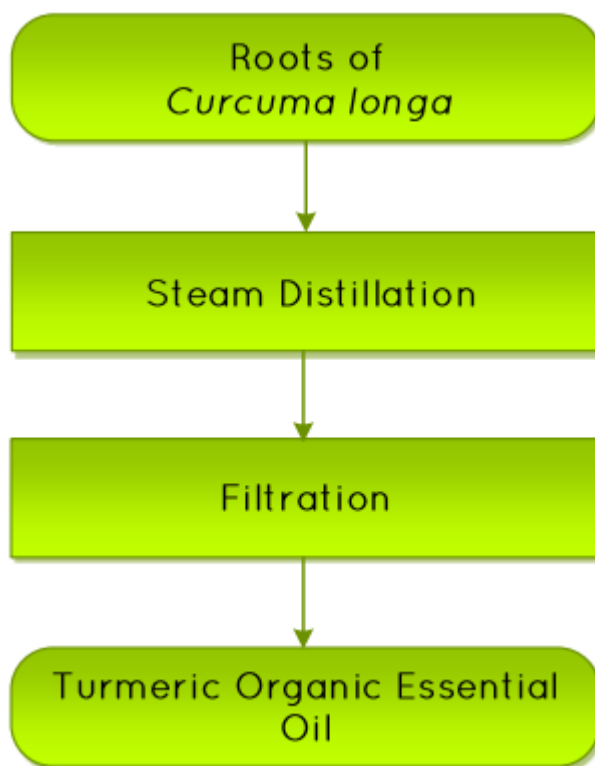 Roots of
Curcuma longa
Steam Distillation
Filtration
Turmeric Organic Essential
Oil